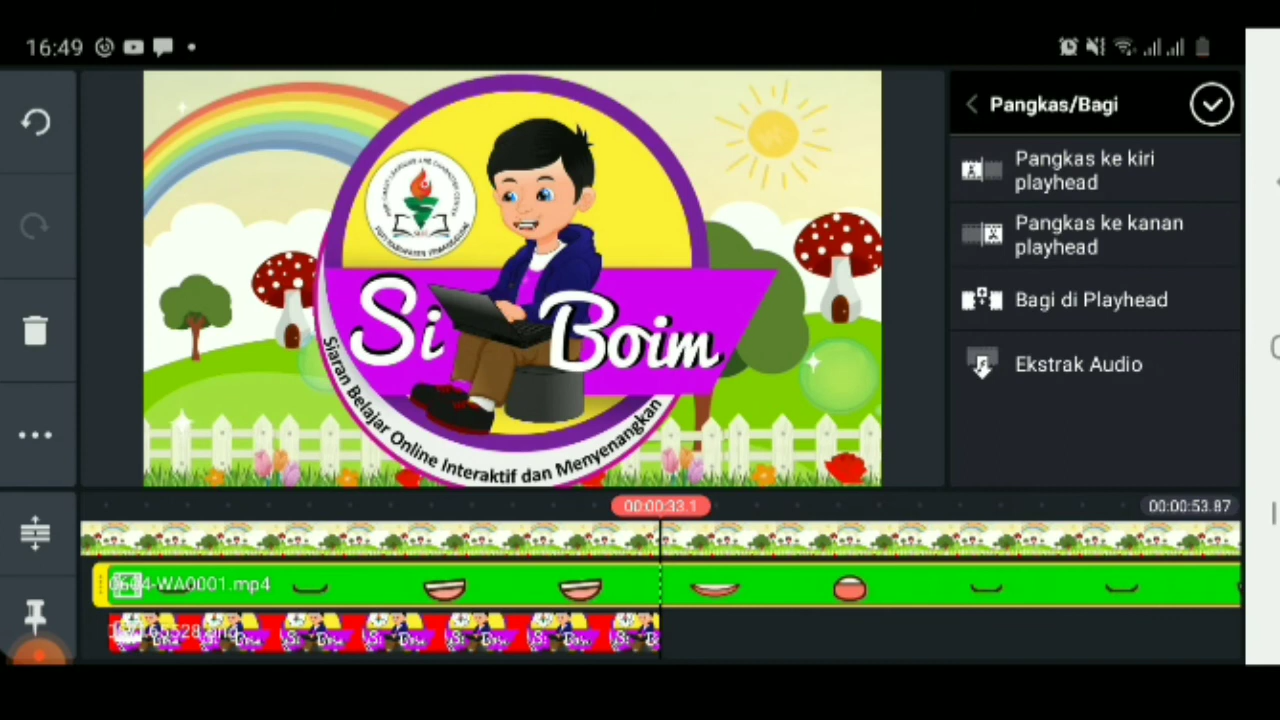 16:49
Pangkas/Bagi
Pangkas ke kiri
playhead
Pangkas ke kanan
playhead
Bagi di Playhead
Ekstrak Audio
Si Boim
Siaran Belajar Online Interaktif dan Menyenangkan
00:00:33.1
00:00:53.87
-WA0001.mp4